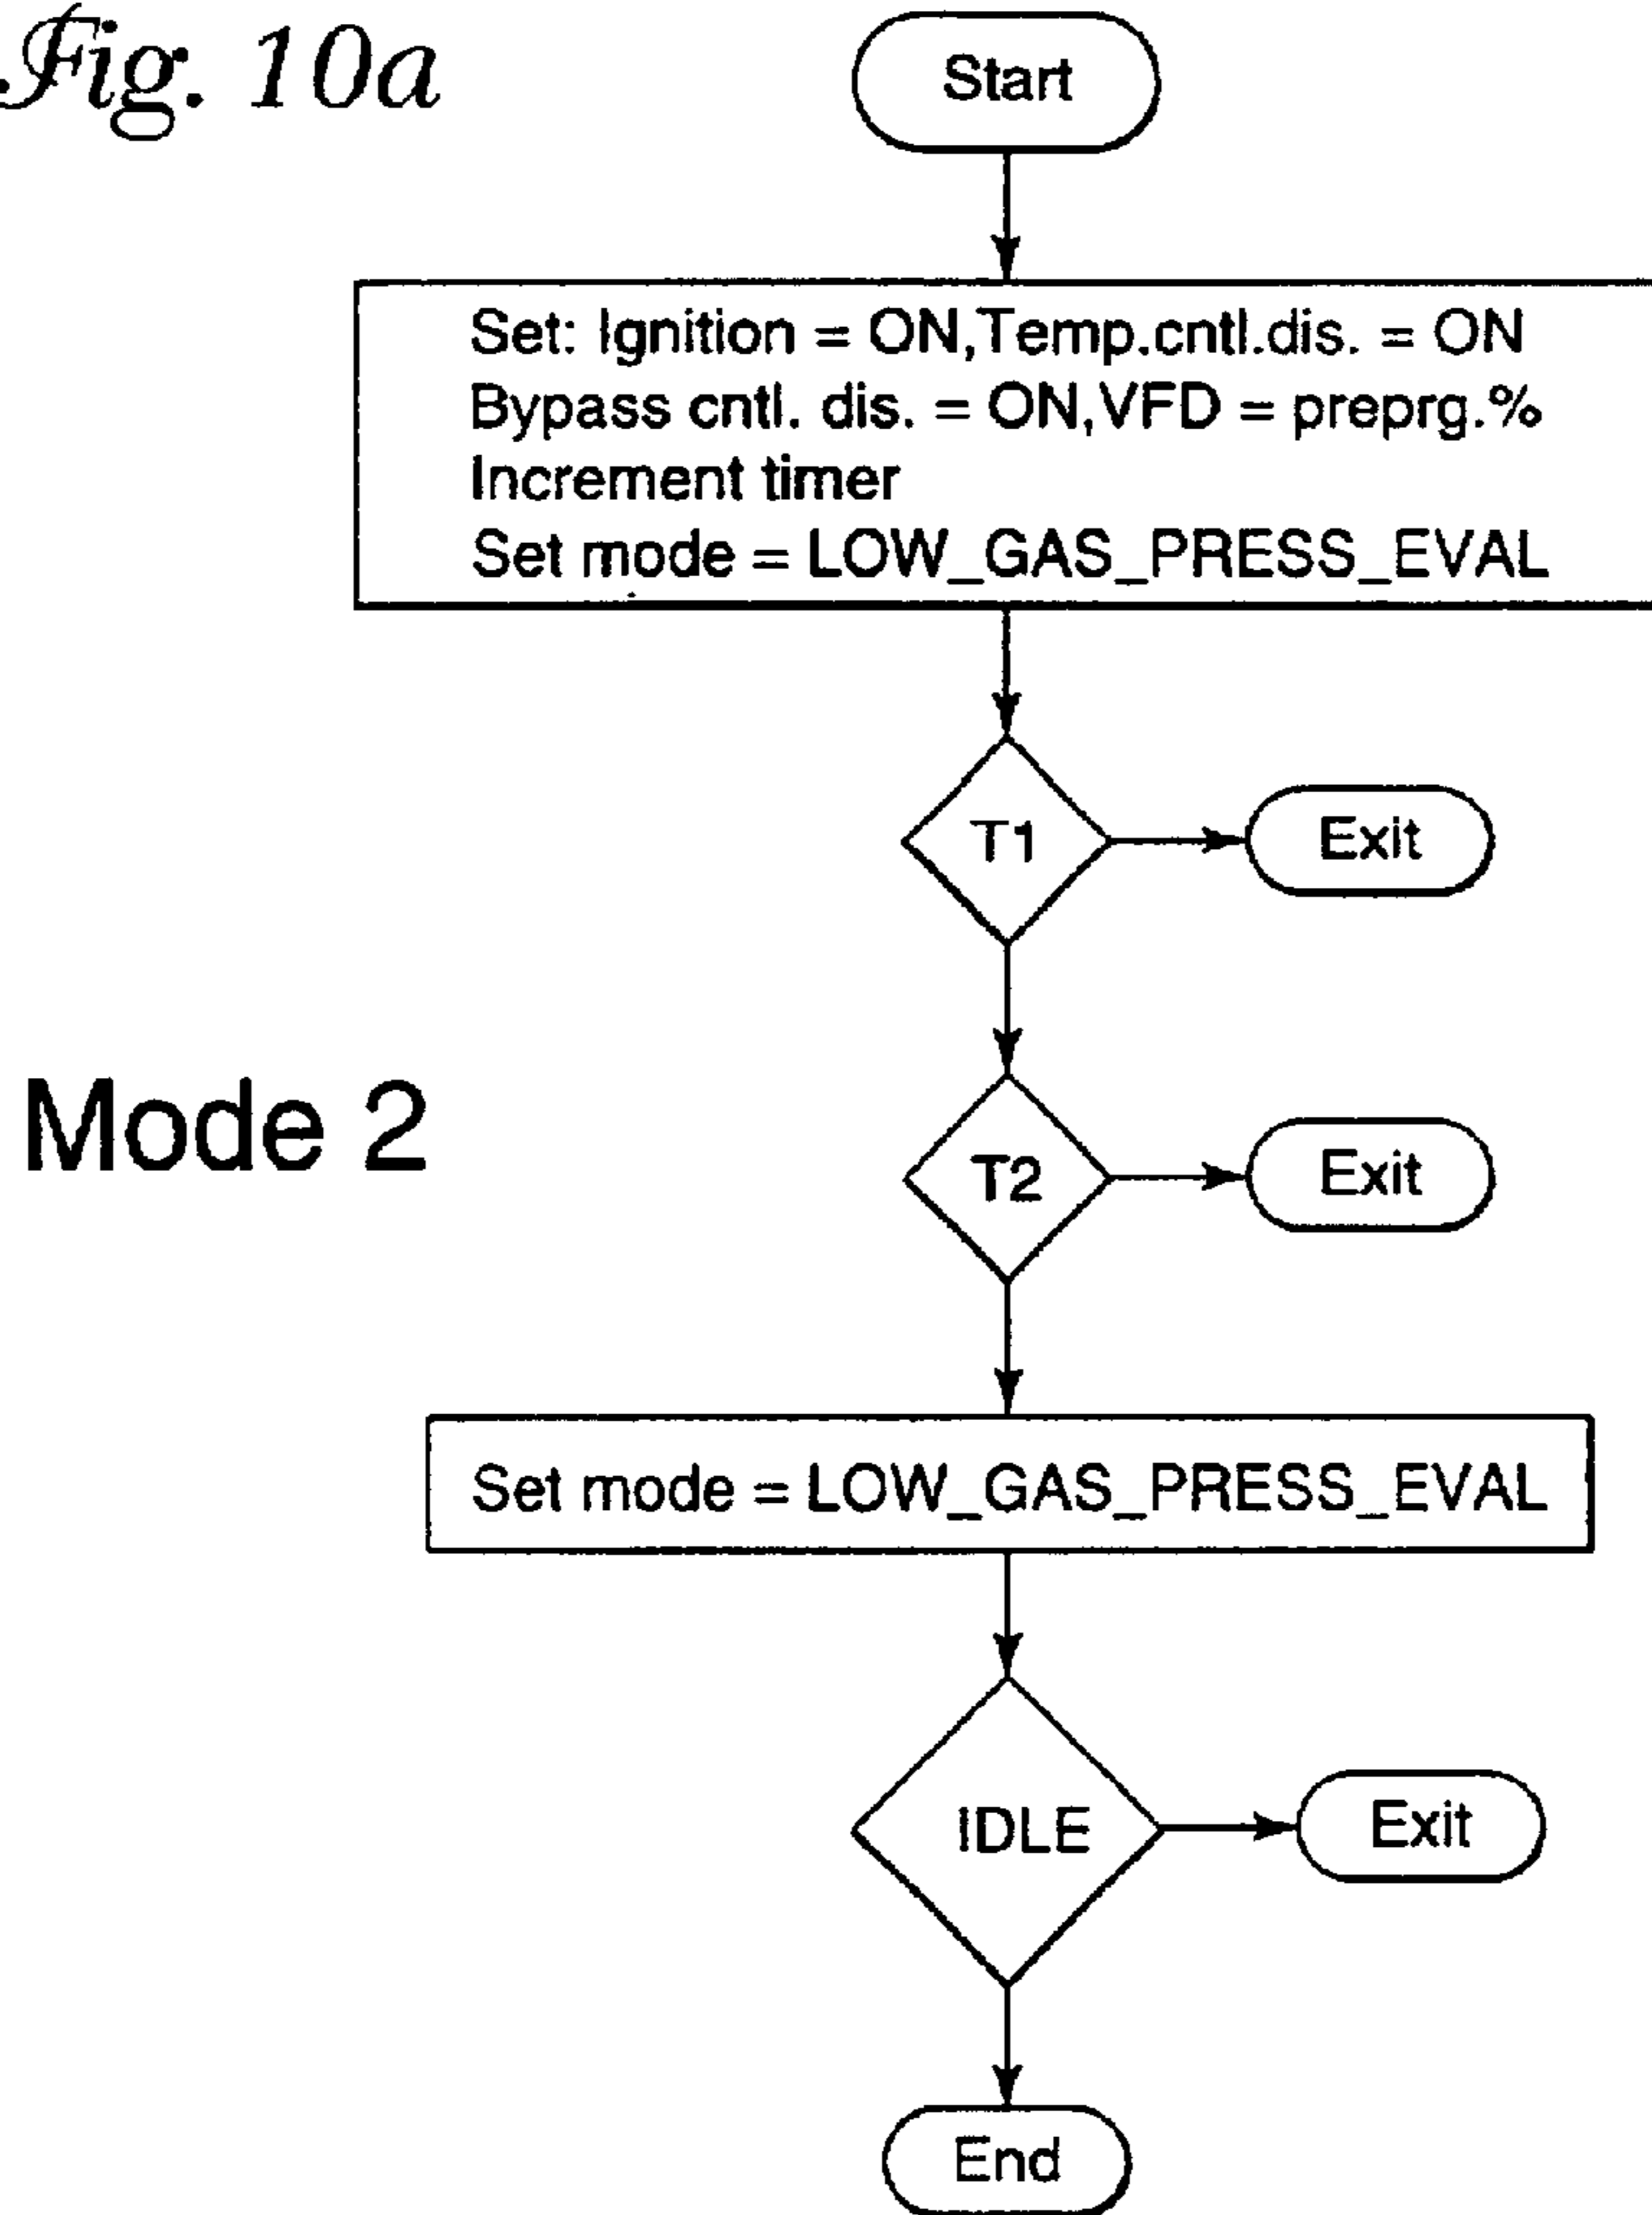 Fig. 10a
Start
Set: Ignition = ON,Temp.cntl.dis. = ON
Bypass cntl. dis. = ON,VFD = preprg.%
Increment timer
Set mode = LOW_GAS_PRESS_EVAL
T1
Exit
Mode 2
T2
Exit
Set mode = LOW_GAS_PRESS_EVAL
IDLE
Exit
End